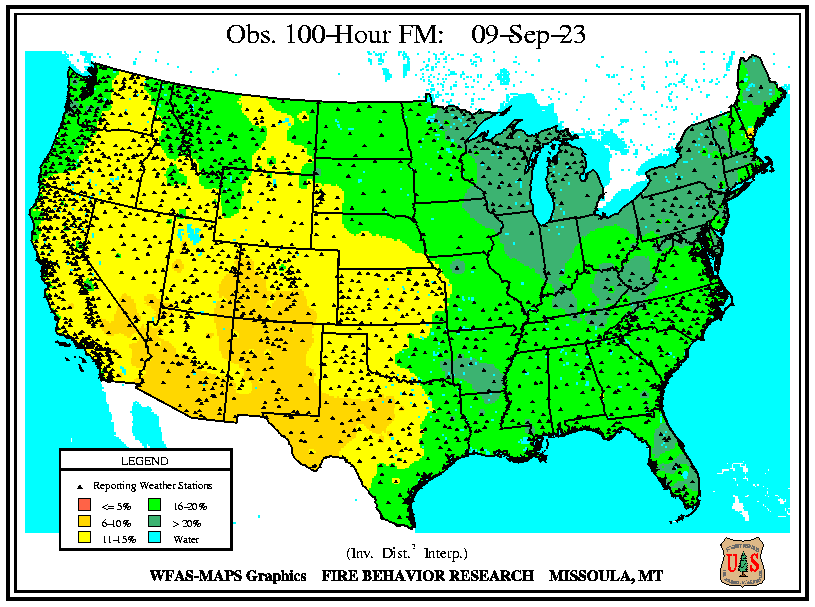 Obs. 100-Hour FM: 09-Sep-23
LEGEND
Reporting Weather Stations
<= 5% 16-20%
6-10% > 20%
11-15% Water
(Inv. Dist.² Interp.)
WFAS-MAPS Graphics FIRE BEHAVIOR RESEARCH MISSOULA, MT
U S